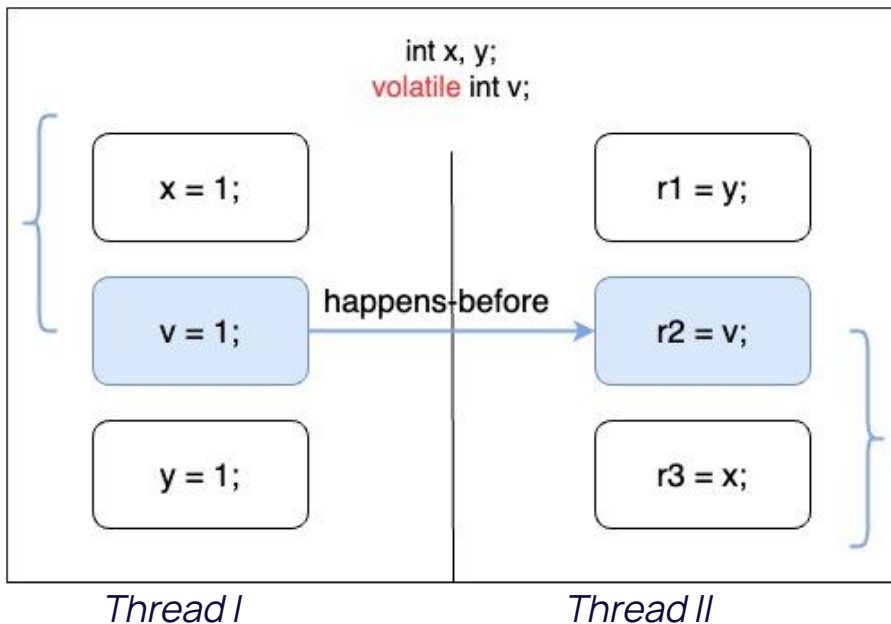 int x, y;
volatile int v;
x = 1;
r1 = y;
v = 1;
happens-before
r2 = v;
y = 1;
r3 = x;
Thread I
Thread II